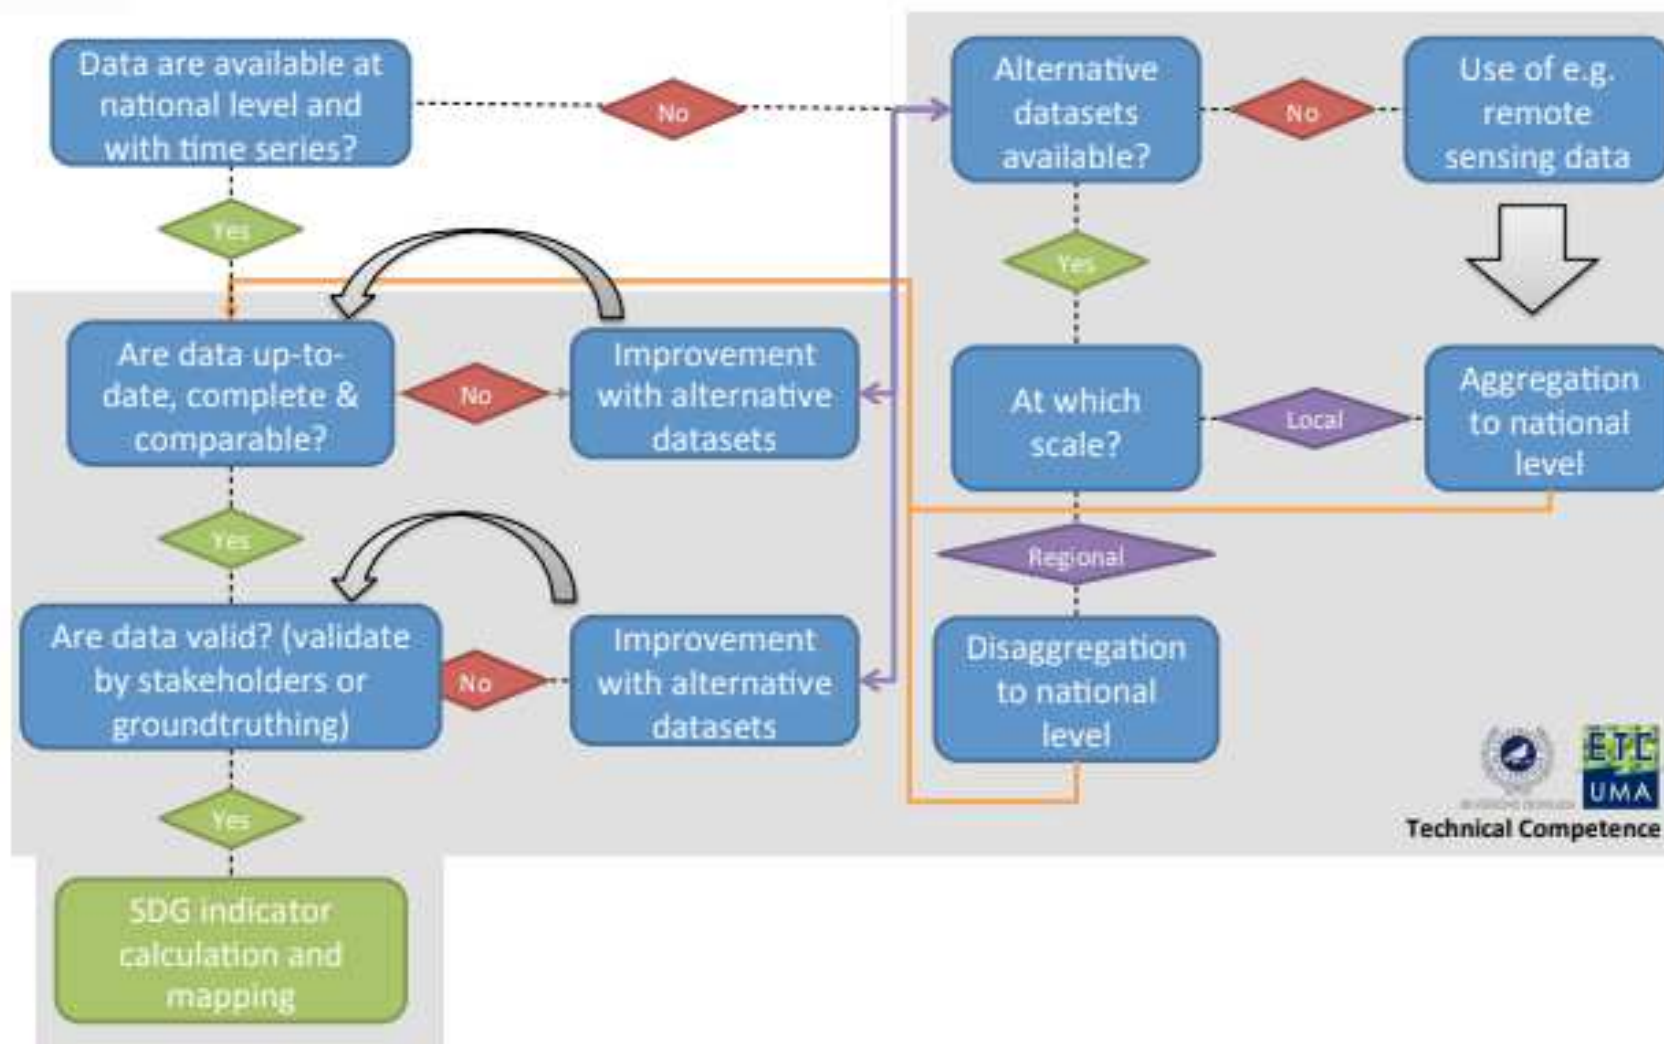 Data are available at
national level and
with time series?
No
Alternative
datasets
available?
No
Use of e.g.
remote
sensing data
Yes
Yes
Are data up-to-
date, complete &
comparable?
No
Improvement
with alternative
datasets
At which
scale?
Local
Aggregation
to national
level
Yes
Regional
Are data valid? (validate
by stakeholders or
groundtruthing)
No
Improvement
with alternative
datasets
Disaggregation
to national
level
Yes
ETC
UMA
Technical Competence
SDG indicator
calculation and
mapping